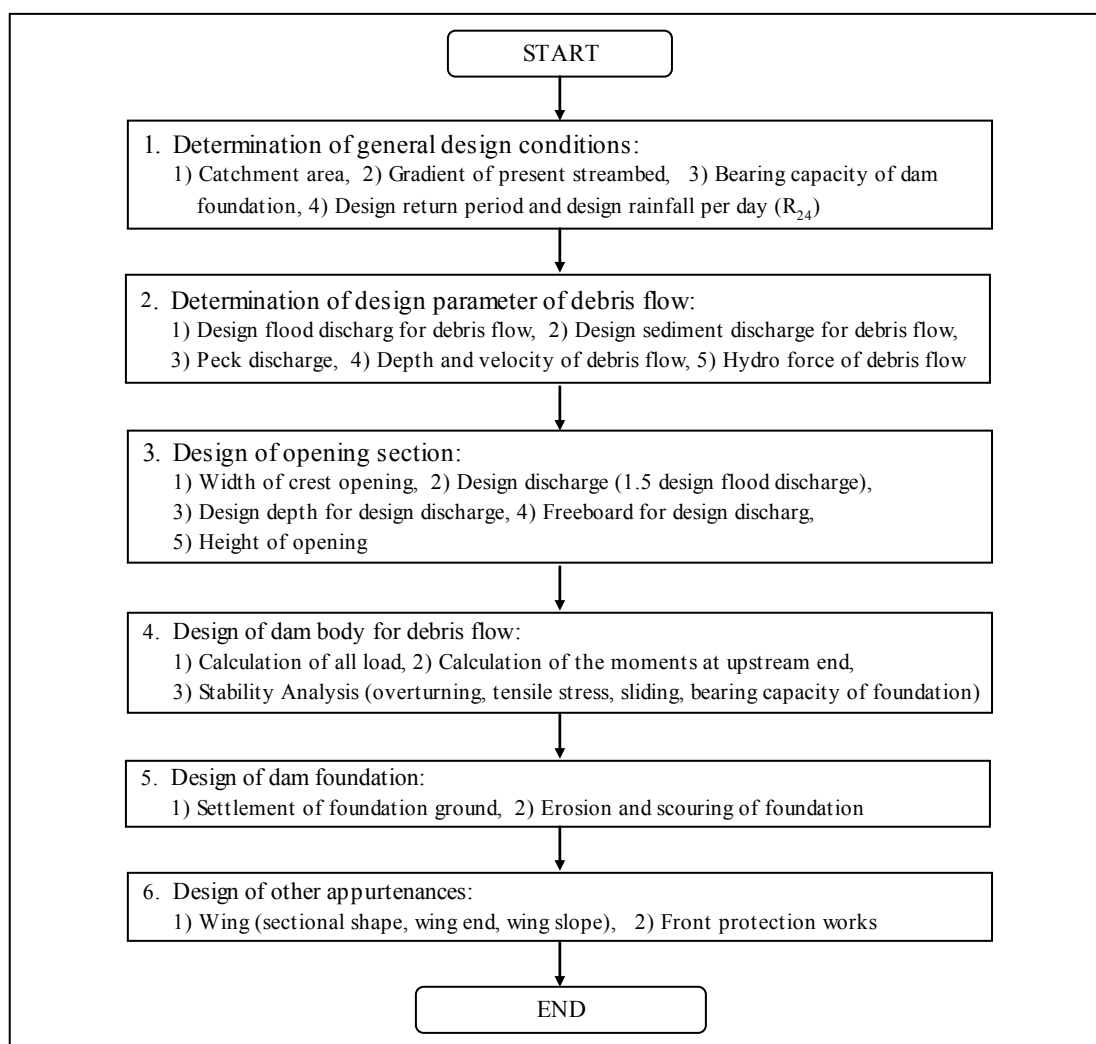 START
1. Determination of general design conditions:
1) Catchment area, 2) Gradient of present streambed, 3) Bearing capacity of dam
foundation, 4) Design return period and design rainfall per day (R₂₄)
2. Determination of design parameter of debris flow:
1) Design flood discharg for debris flow, 2) Design sediment discharge for debris flow,
3) Peck discharge, 4) Depth and velocity of debris flow, 5) Hydro force of debris flow
3. Design of opening section:
1) Width of crest opening, 2) Design discharge (1.5 design flood discharge),
3) Design depth for design discharge, 4) Freeboard for design discharg,
5) Height of opening
4. Design of dam body for debris flow:
1) Calculation of all load, 2) Calculation of the moments at upstream end,
3) Stability Analysis (overturning, tensile stress, sliding, bearing capacity of foundation)
5. Design of dam foundation:
1) Settlement of foundation ground, 2) Erosion and scouring of foundation
6. Design of other appurtenances:
1) Wing (sectional shape, wing end, wing slope), 2) Front protection works
END